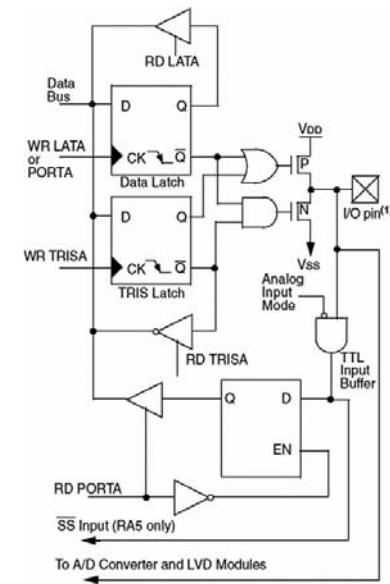 RD LATA
Data
Bus
D Q
VDD
WR LATA
or
PORTA
CK Q̅
P
Data Latch
I/O pin(1)
N
D Q
WR TRISA
CK Q̅
VSS
TRIS Latch
Analog
Input
Mode
TTL
Input
Buffer
RD TRISA
Q D
EN
RD PORTA
S̅S̅ Input (RA5 only)
To A/D Converter and LVD Modules